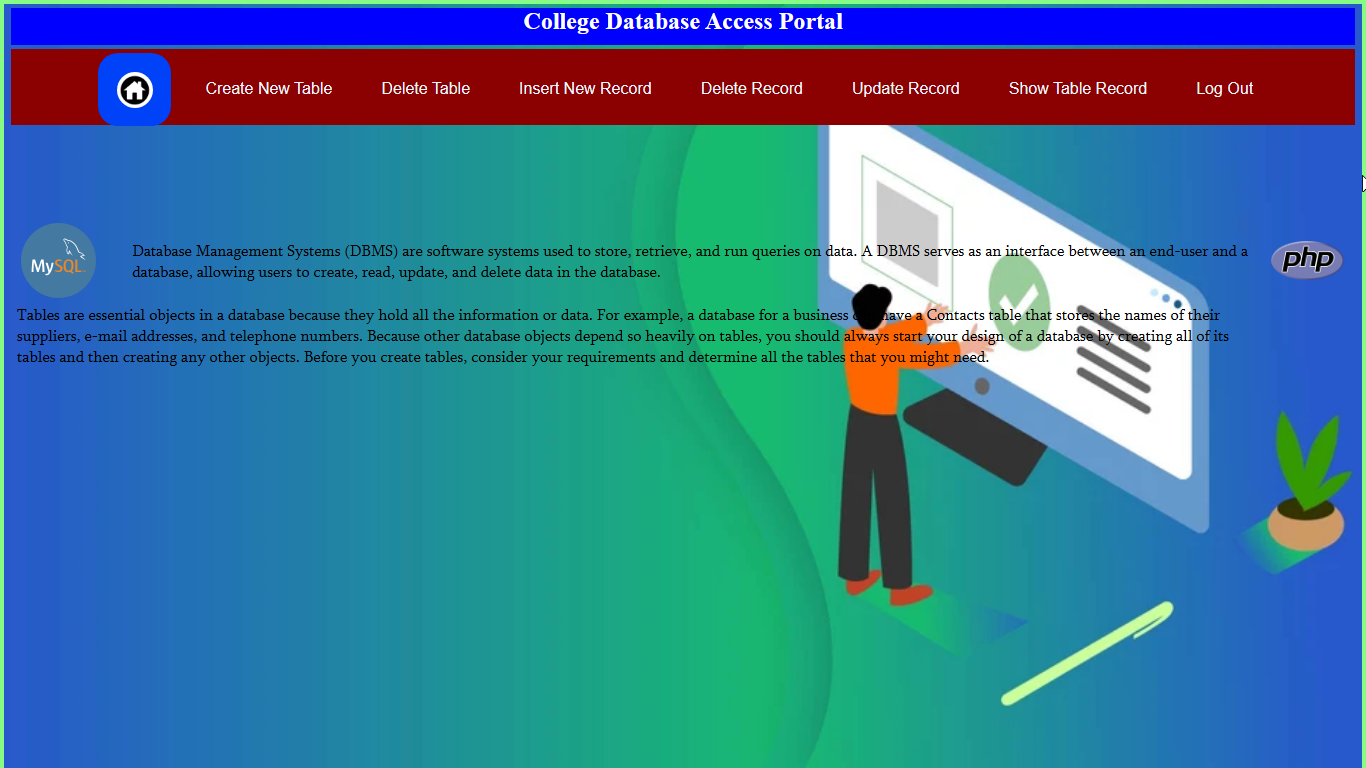 College Database Access Portal
Create New Table Delete Table Insert New Record Delete Record Update Record Show Table Record Log Out
MySQL
Database Management Systems (DBMS) are software systems used to store, retrieve, and run queries on data. A DBMS serves as an interface between an end-user and a
database, allowing users to create, read, update, and delete data in the database.
php
Tables are essential objects in a database because they hold all the information or data. For example, a database for a business can have a Contacts table that stores the names of their
suppliers, e-mail addresses, and telephone numbers. Because other database objects depend so heavily on tables, you should always start your design of a database by creating all of its
tables and then creating any other objects. Before you create tables, consider your requirements and determine all the tables that you might need.